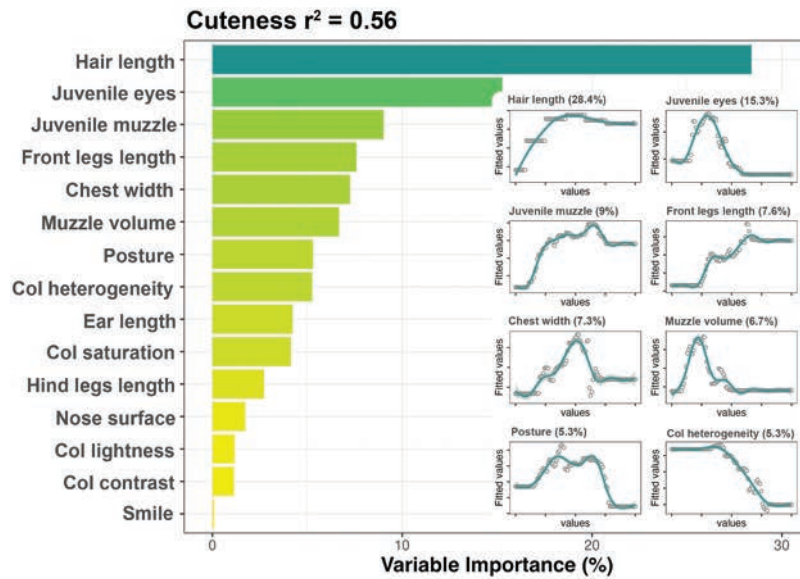 Cuteness r² = 0.56
Hair length
Juvenile eyes
Juvenile muzzle
Front legs length
Chest width
Muzzle volume
Posture
Col heterogeneity
Ear length
Col saturation
Hind legs length
Nose surface
Col lightness
Col contrast
Smile
Hair length (28.4%)
Fitted values
values
Juvenile eyes (15.3%)
Fitted values
values
Juvenile muzzle (9%)
Fitted values
values
Front legs length (7.6%)
Fitted values
values
Chest width (7.3%)
Fitted values
values
Muzzle volume (6.7%)
Fitted values
values
Posture (5.3%)
Fitted values
values
Col heterogeneity (5.3%)
Fitted values
values
0 10 20 30
Variable Importance (%)